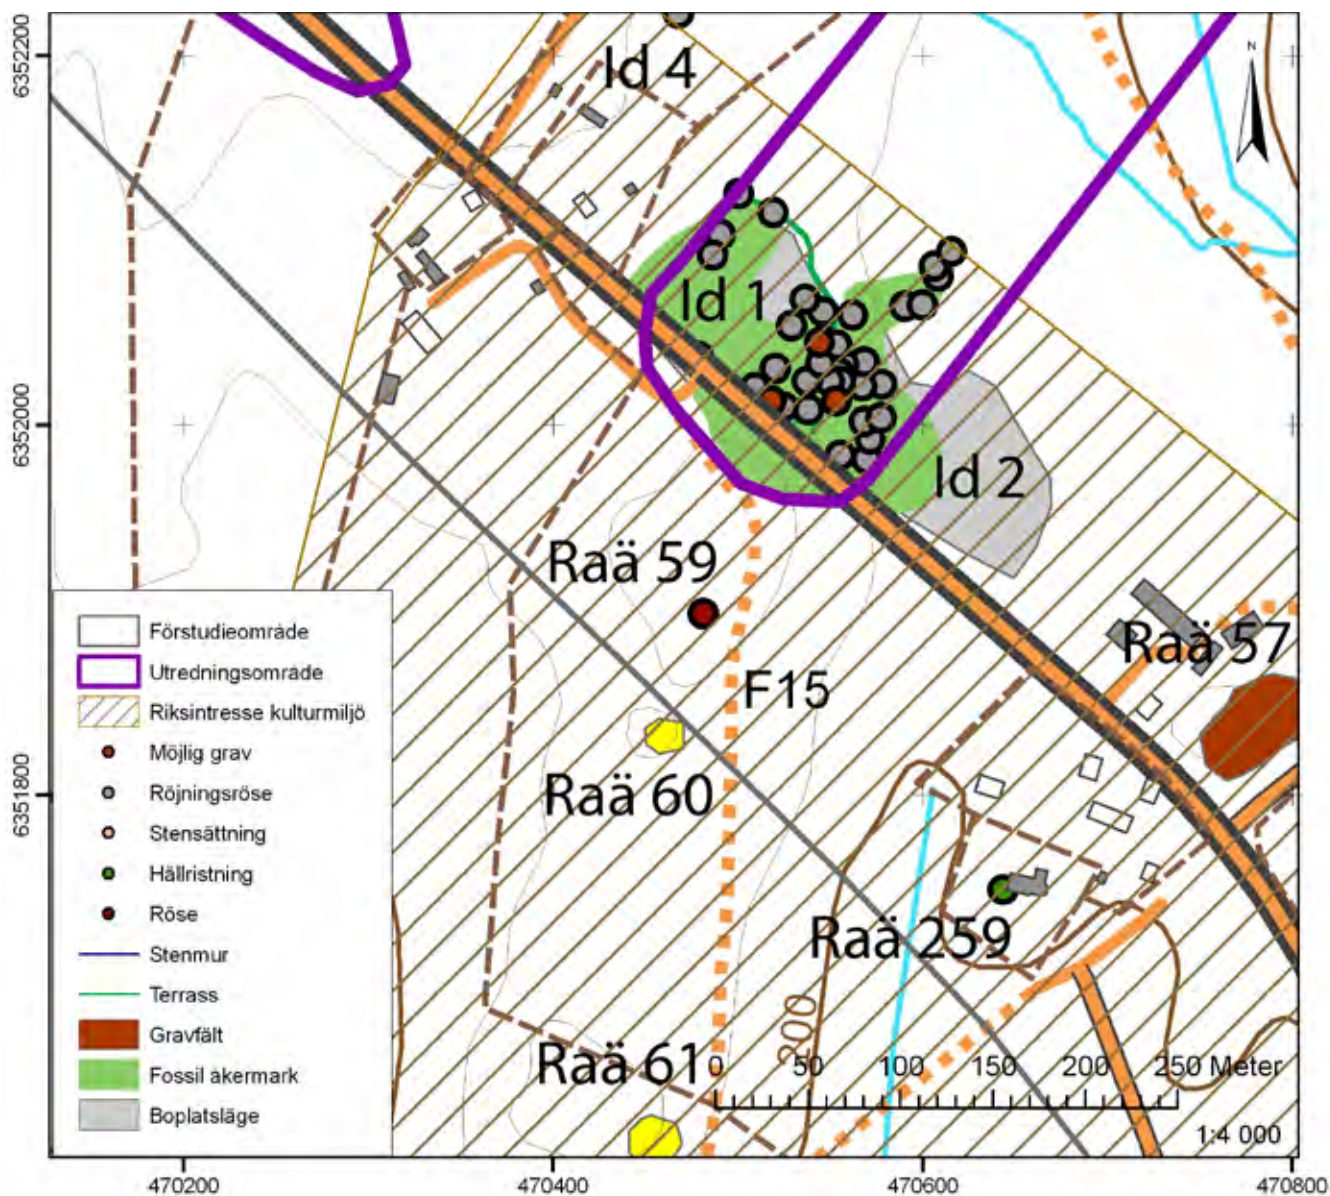 6352200
6352000
6351800
N
Id 4
Id 1
Id 2
Raä 59
Raä 57
F15
Raä 60
Raä 259
Raä 61
300
Förstudieområde
Utredningsområde
Riksintresse kulturmiljö
Möjlig grav
Röjningsröse
Stensättning
Hällristning
Röse
Stenmur
Terrass
Gravfält
Fossil åkermark
Boplatsläge
0 50 100 150 200 250 Meter
1:4 000
470200 470400 470600 470800